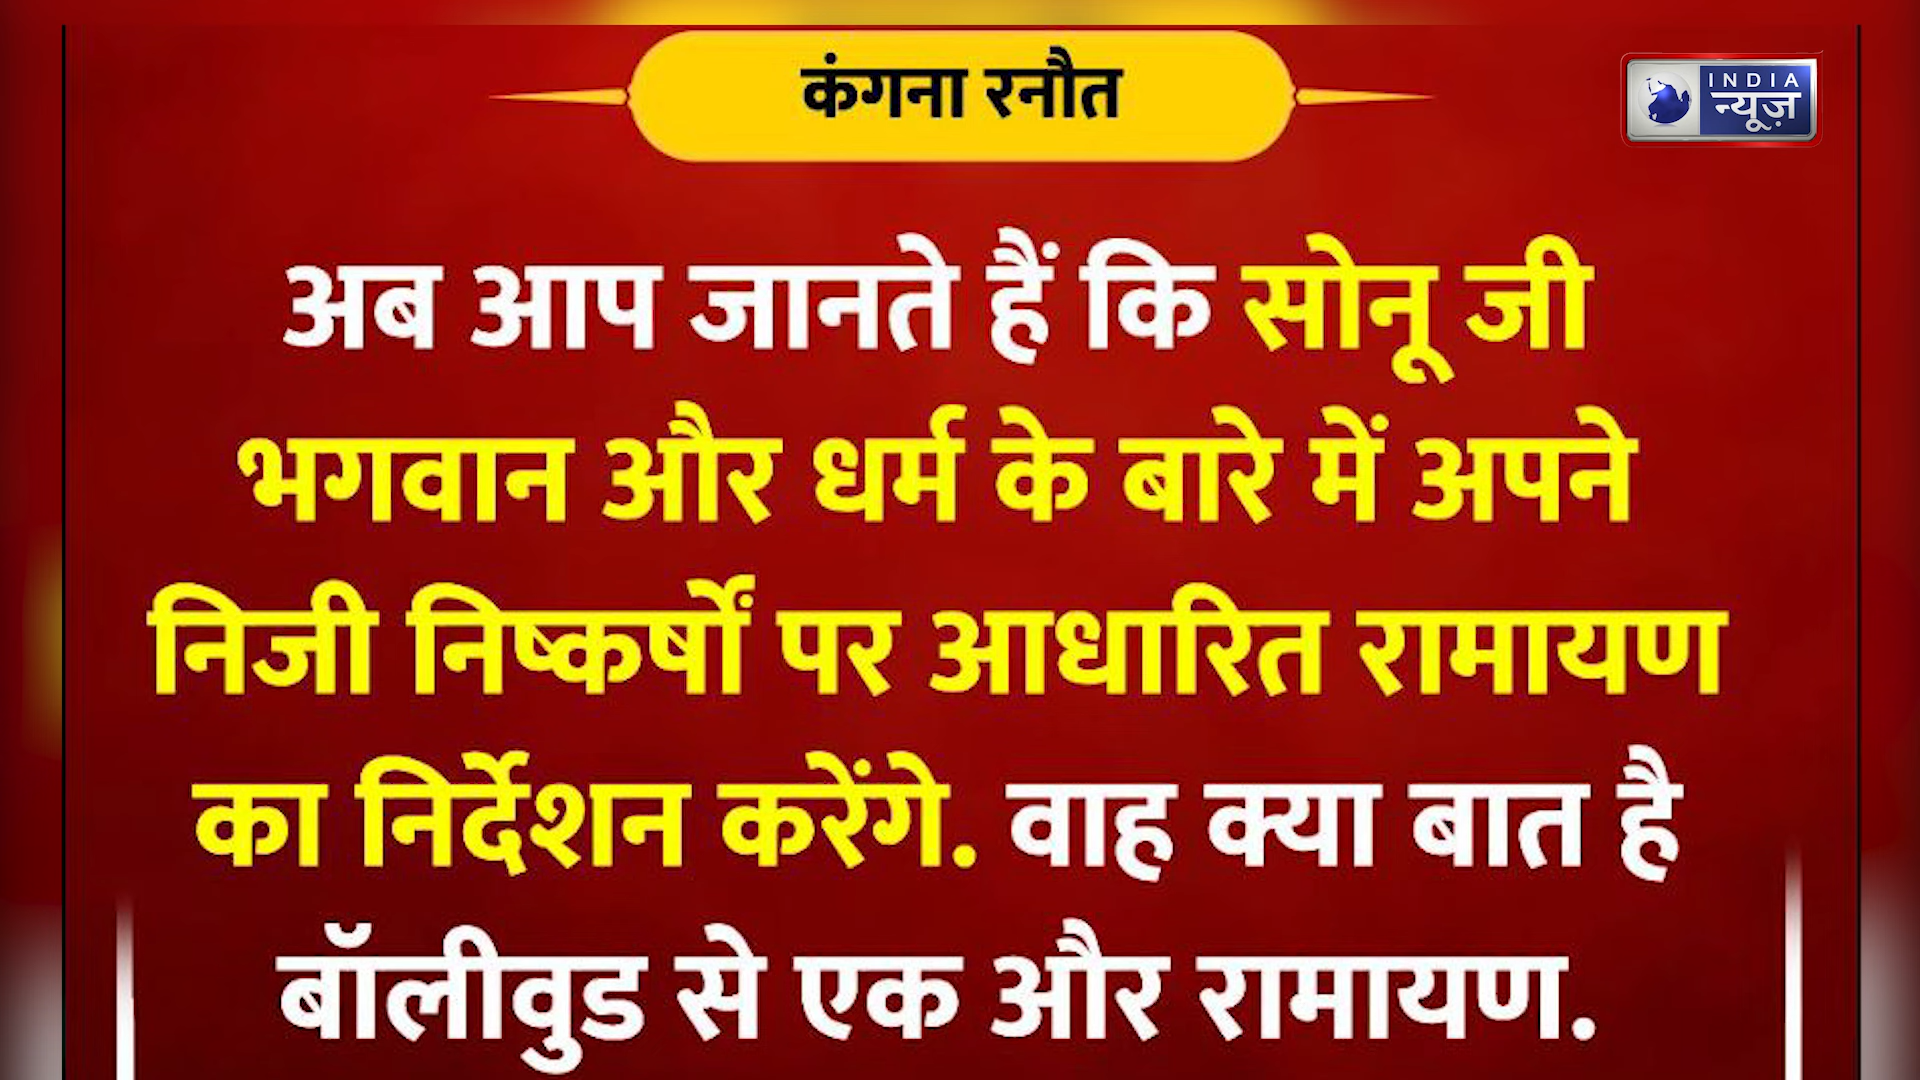 कंगना रनौत
INDIA
न्यूज़
अब आप जानते हैं कि सोनू जी
भगवान और धर्म के बारे में अपने
निजी निष्कर्षों पर आधारित रामायण
का निर्देशन करेंगे. वाह क्या बात है
बॉलीवुड से एक और रामायण.